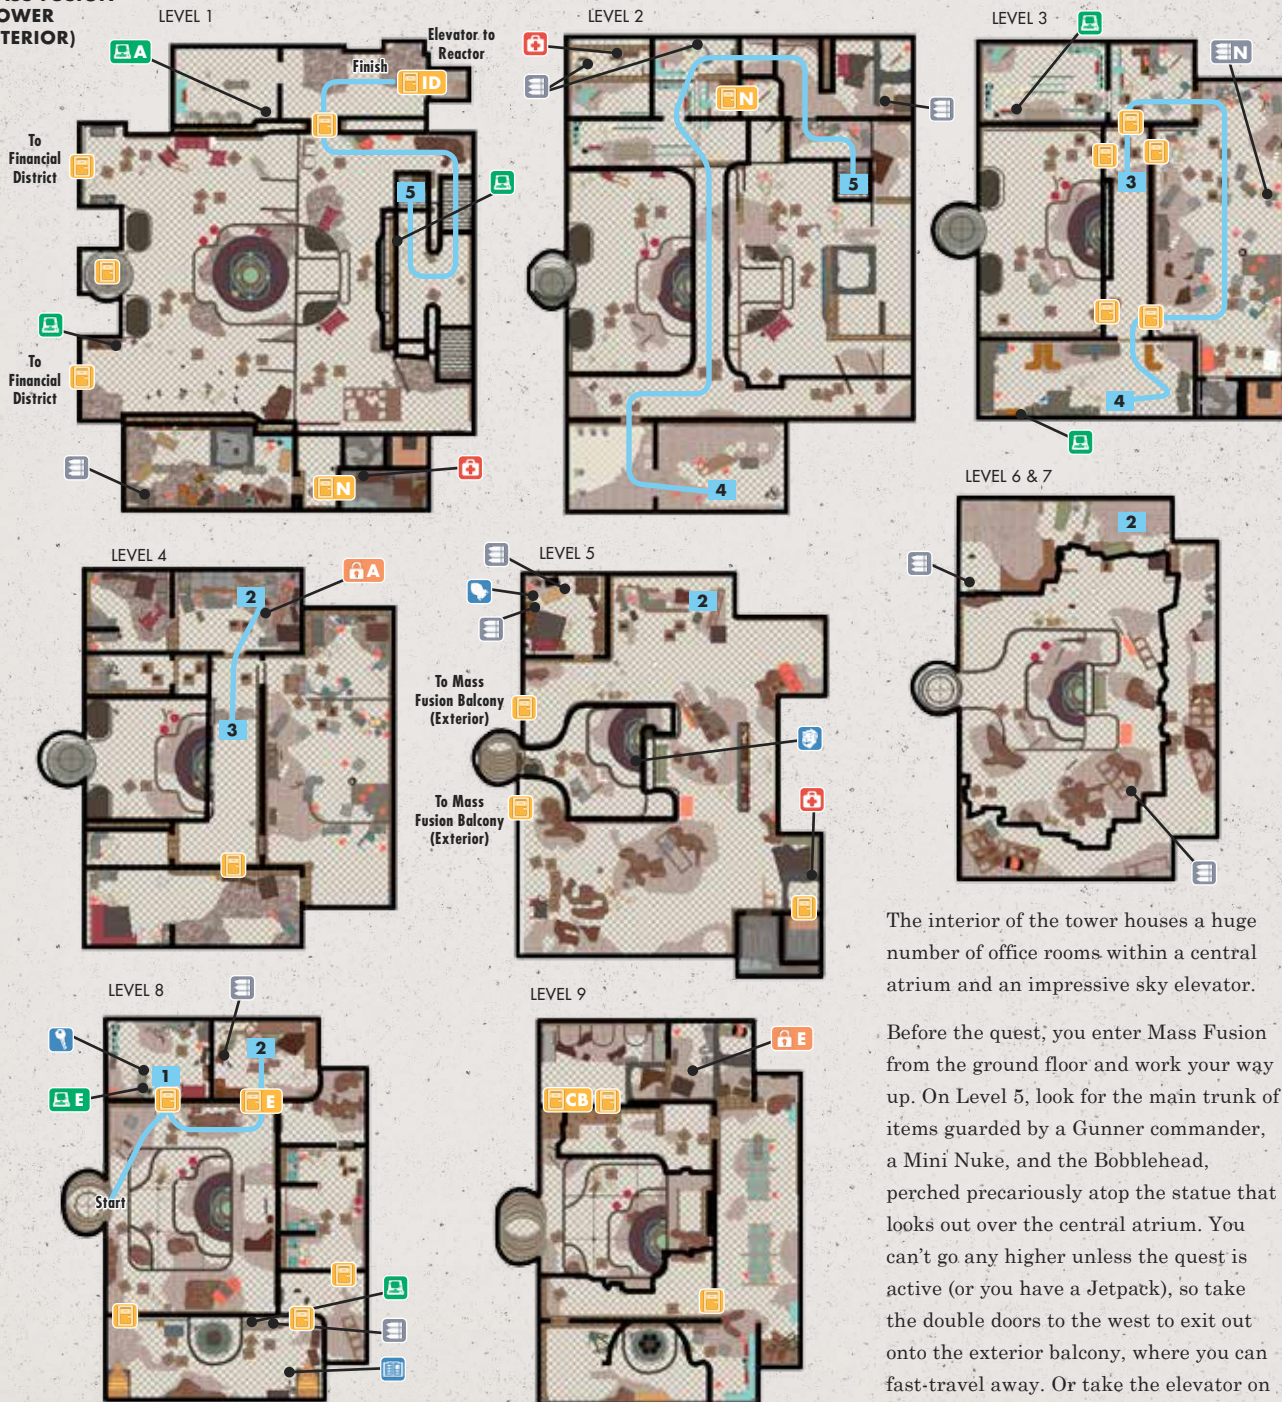 OWER
LEVEL 1
LEVEL 2
LEVEL 3
A
Elevator to
Reactor
Finish
ID
To
Financial
District
5
To
Financial
District
N
N
5
4
N
3
4
LEVEL 4
A
2
3
LEVEL 5
2
To Mass
Fusion Balcony
(Exterior)
To Mass
Fusion Balcony
(Exterior)
LEVEL 6 & 7
2
LEVEL 8
1
2
E
E
Start
LEVEL 9
E
CB
The interior of the tower houses a huge
number of office rooms within a central
atrium and an impressive sky elevator.
Before the quest, you enter Mass Fusion
from the ground floor and work your way
up. On Level 5, look for the main trunk of
items guarded by a Gunner commander,
a Mini Nuke, and the Bobblehead,
perched precariously atop the statue that
looks out over the central atrium. You
can't go any higher unless the quest is
active (or you have a Jetpack), so take
the double doors to the west to exit out
onto the exterior balcony, where you can
fast-travel away. Or take the elevator on